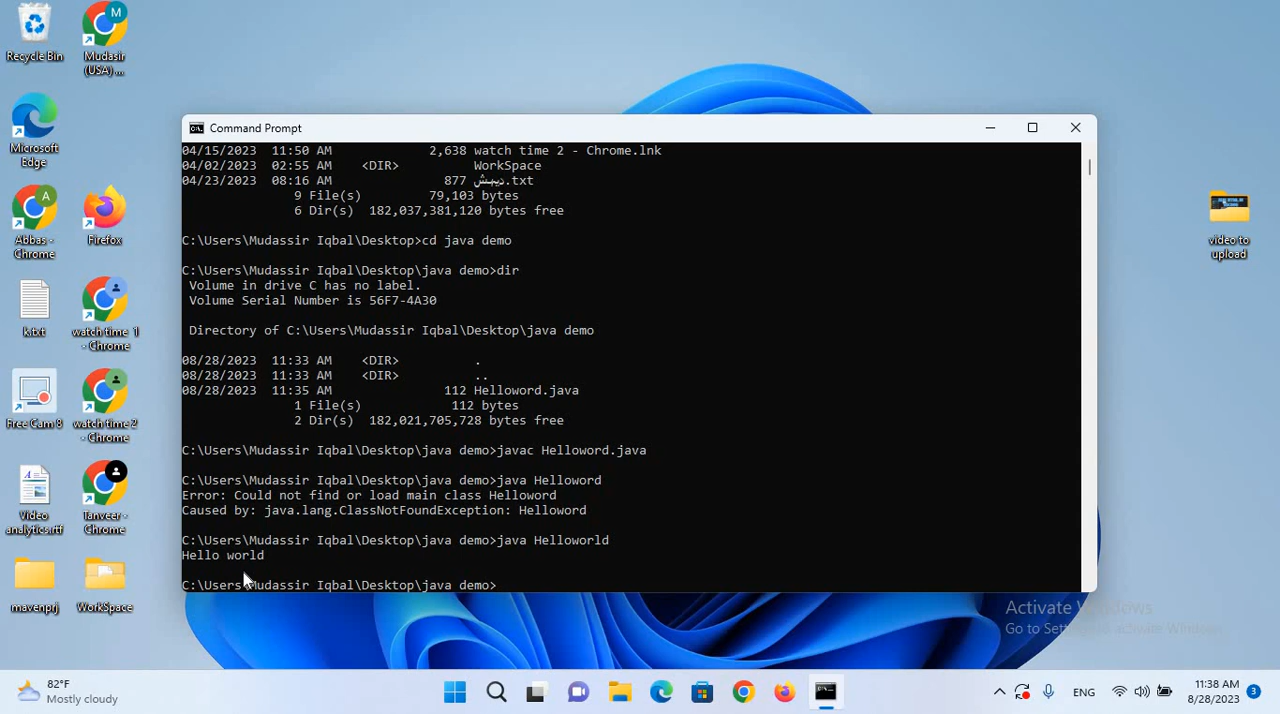 Recycle Bin
Mudasir
(USA) ...
M
Microsoft
Edge
A
Abbas -
Chrome
Firefox
k.txt
watch time 1
- Chrome
Free Cam 8
watch time 2
- Chrome
Video
analytics.rtf
Tanveer -
Chrome
mavenprj
WorkSpace
video to
upload
Command Prompt
04/15/2023  11:50 AM             2,638 watch time 2 - Chrome.lnk
04/02/2023  02:55 AM    <DIR>          WorkSpace
04/23/2023  08:16 AM               877 .txt
9 File(s)         79,103 bytes
6 Dir(s)  182,037,381,120 bytes free
C:\Users\Mudassir Iqbal\Desktop>cd java demo
C:\Users\Mudassir Iqbal\Desktop\java demo>dir
Volume in drive C has no label.
Volume Serial Number is 56F7-4A30
Directory of C:\Users\Mudassir Iqbal\Desktop\java demo
08/28/2023  11:33 AM    <DIR>          .
08/28/2023  11:33 AM    <DIR>          ..
08/28/2023  11:35 AM               112 Helloword.java
1 File(s)            112 bytes
2 Dir(s)  182,021,705,728 bytes free
C:\Users\Mudassir Iqbal\Desktop\java demo>javac Helloword.java
C:\Users\Mudassir Iqbal\Desktop\java demo>java Helloword
Error: Could not find or load main class Helloword
Caused by: java.lang.ClassNotFoundException: Helloword
C:\Users\Mudassir Iqbal\Desktop\java demo>java Helloworld
Hello world
C:\Users\Mudassir Iqbal\Desktop\java demo>
Activate Windows
Go to Settings to activate Windows.
82°F
Mostly cloudy
ENG
11:38 AM
8/28/2023
3